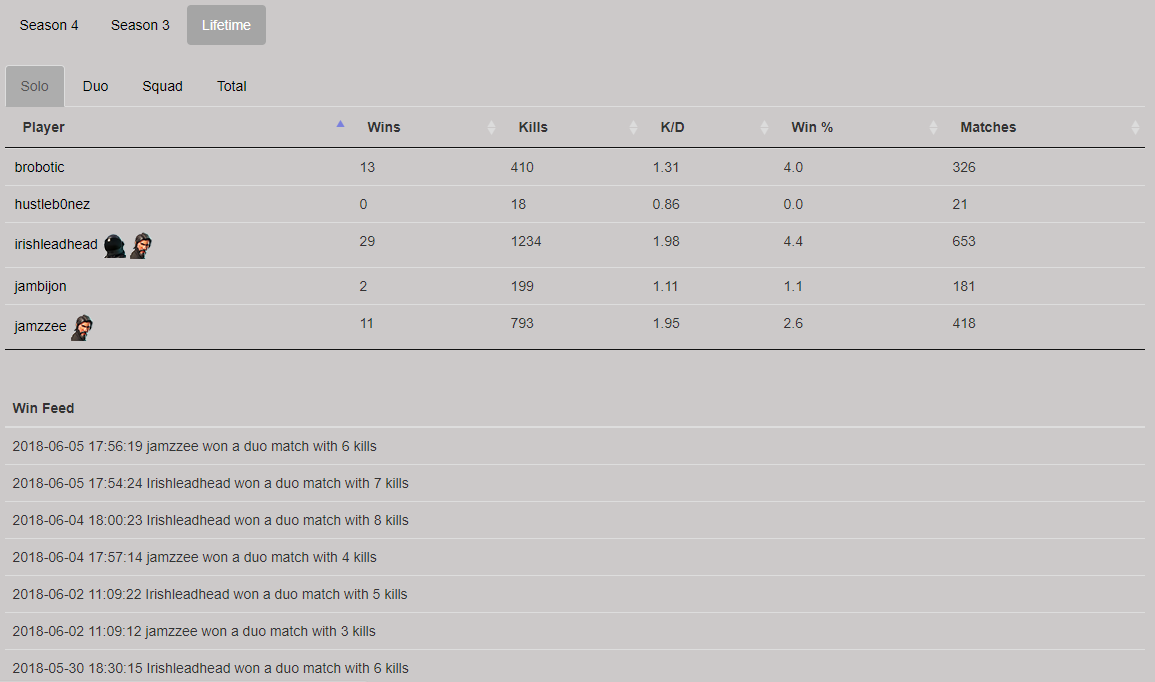 Season 4 Season 3 Lifetime
Solo Duo Squad Total
Player Wins Kills K/D Win % Matches
brobotic 13 410 1.31 4.0 326
hustleb0nez 0 18 0.86 0.0 21
irishleadhead 29 1234 1.98 4.4 653
jambijon 2 199 1.11 1.1 181
jamzzee 11 793 1.95 2.6 418
Win Feed
2018-06-05 17:56:19 jamzzee won a duo match with 6 kills
2018-06-05 17:54:24 Irishleadhead won a duo match with 7 kills
2018-06-04 18:00:23 Irishleadhead won a duo match with 8 kills
2018-06-04 17:57:14 jamzzee won a duo match with 4 kills
2018-06-02 11:09:22 Irishleadhead won a duo match with 5 kills
2018-06-02 11:09:12 jamzzee won a duo match with 3 kills
2018-05-30 18:30:15 Irishleadhead won a duo match with 6 kills